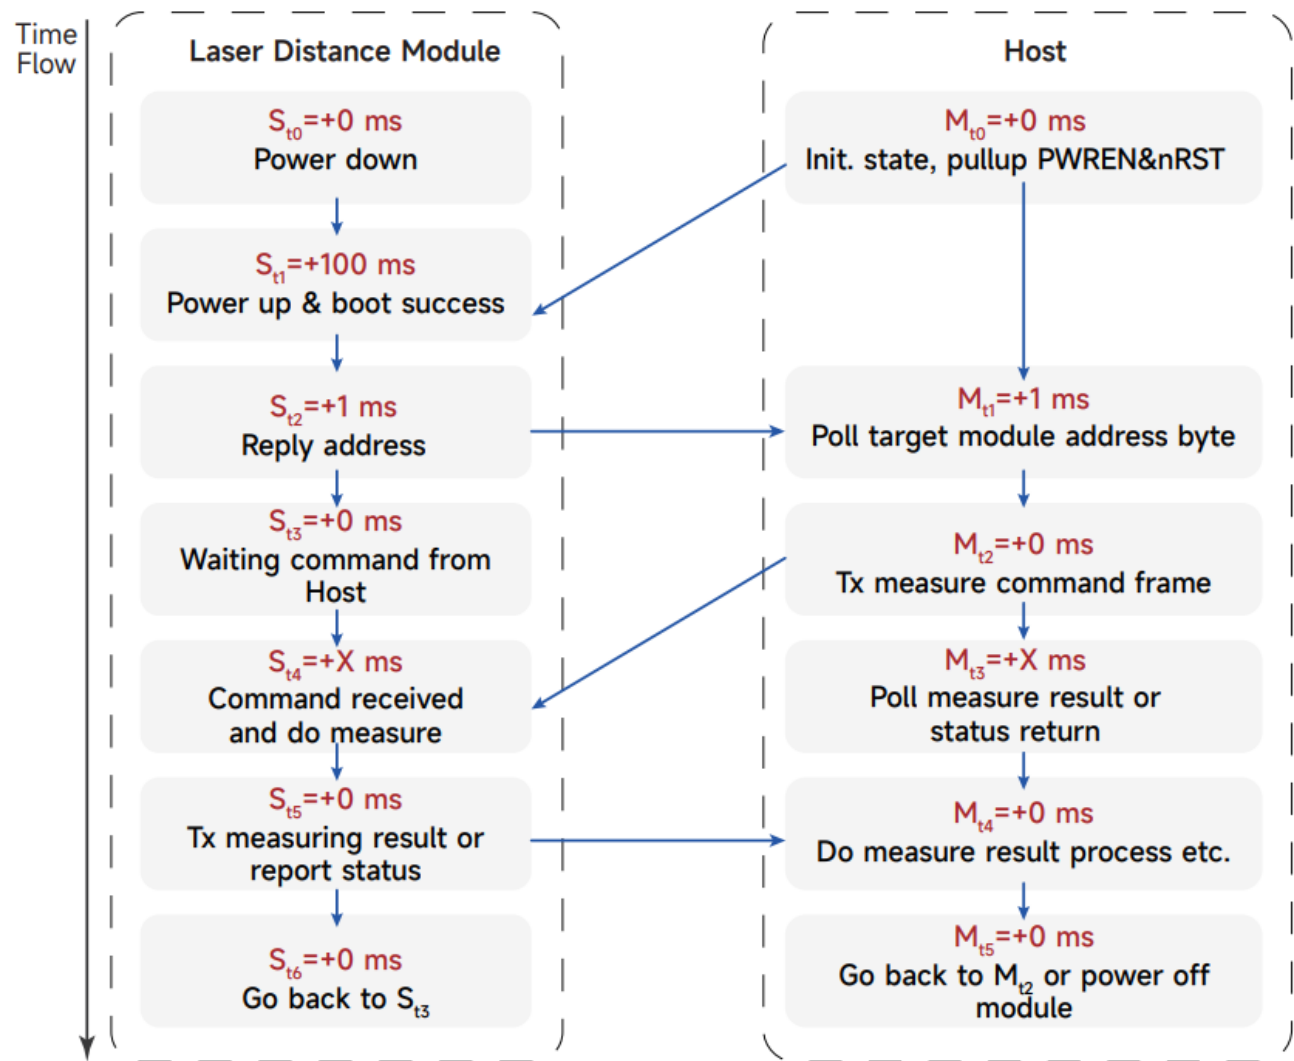 Time
Flow
Laser Distance Module
Host
St0=+0 ms
Power down
Mt0=+0 ms
Init. state, pullup PWREN&nRST
St1=+100 ms
Power up & boot success
St2=+1 ms
Reply address
Mt1=+1 ms
Poll target module address byte
St3=+0 ms
Waiting command from
Host
Mt2=+0 ms
Tx measure command frame
St4=+X ms
Command received
and do measure
Mt3=+X ms
Poll measure result or
status return
St5=+0 ms
Tx measuring result or
report status
Mt4=+0 ms
Do measure result process etc.
St6=+0 ms
Go back to St3
Mt5=+0 ms
Go back to Mt2 or power off
module